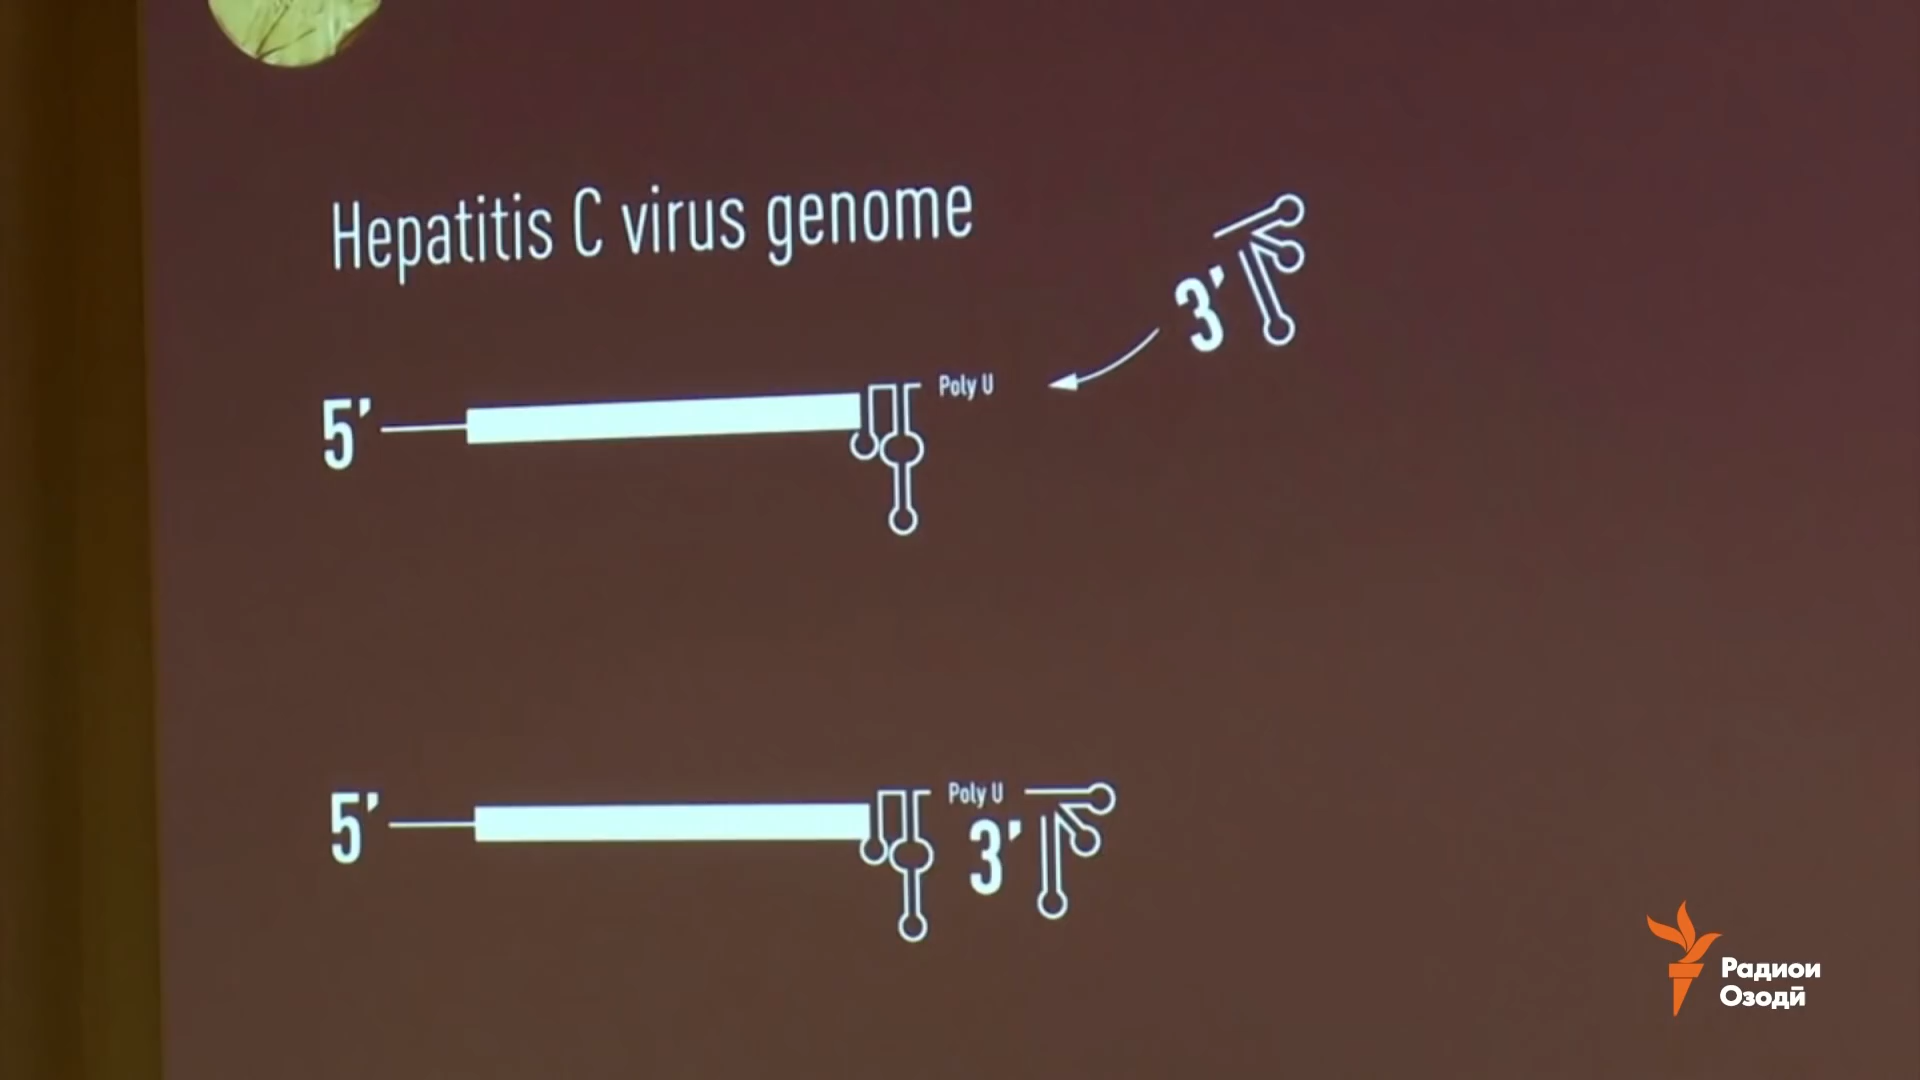 Hepatitis C virus genome
3’
5’
Poly U
5’
Poly U
3’
Радиои
Озодӣ